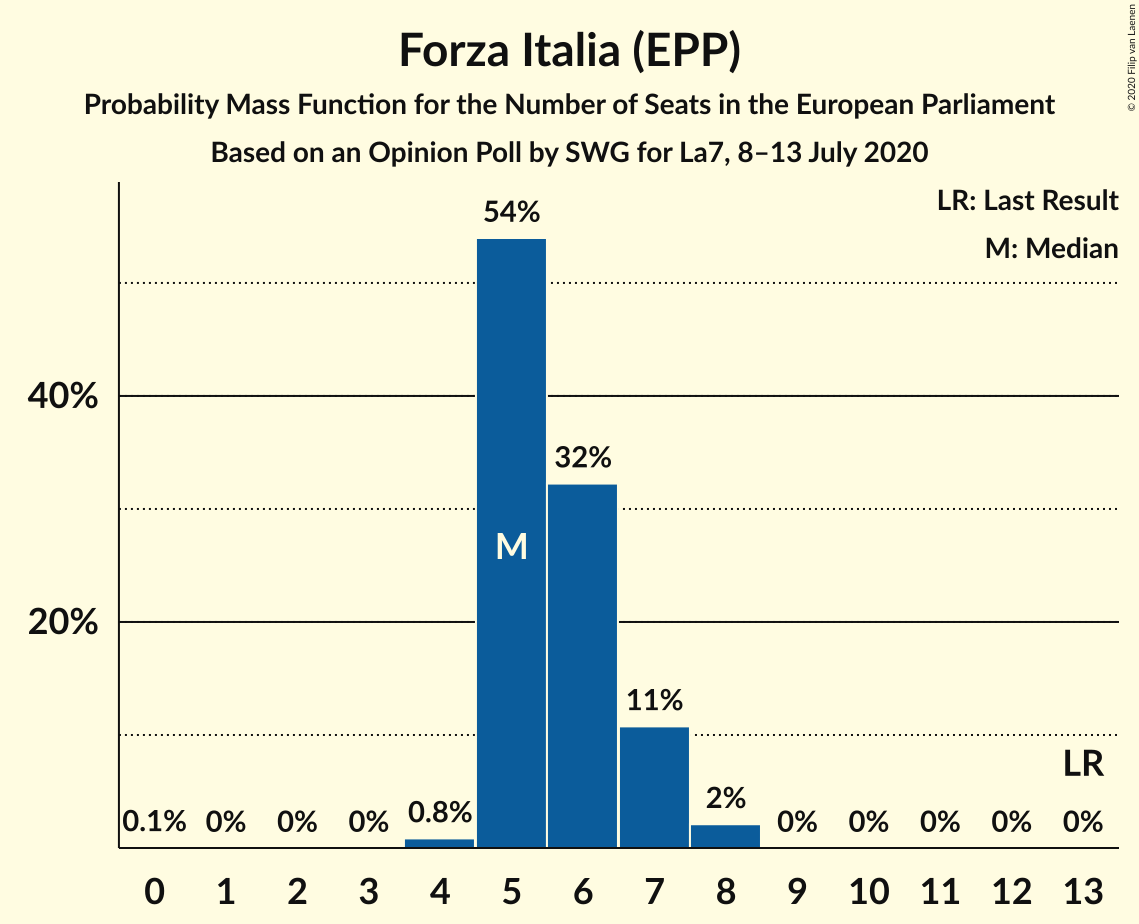 Forza Italia (EPP)
Probability Mass Function for the Number of Seats in the European Parliament
Based on an Opinion Poll by SWG for La7, 8–13 July 2020
© 2020 Filip van Laenen
LR: Last Result
M: Median
54%
40%
32%
M
20%
11%
LR
0.1% 0% 0% 0% 0.8% 2% 0% 0% 0% 0% 0%
0 1 2 3 4 5 6 7 8 9 10 11 12 13